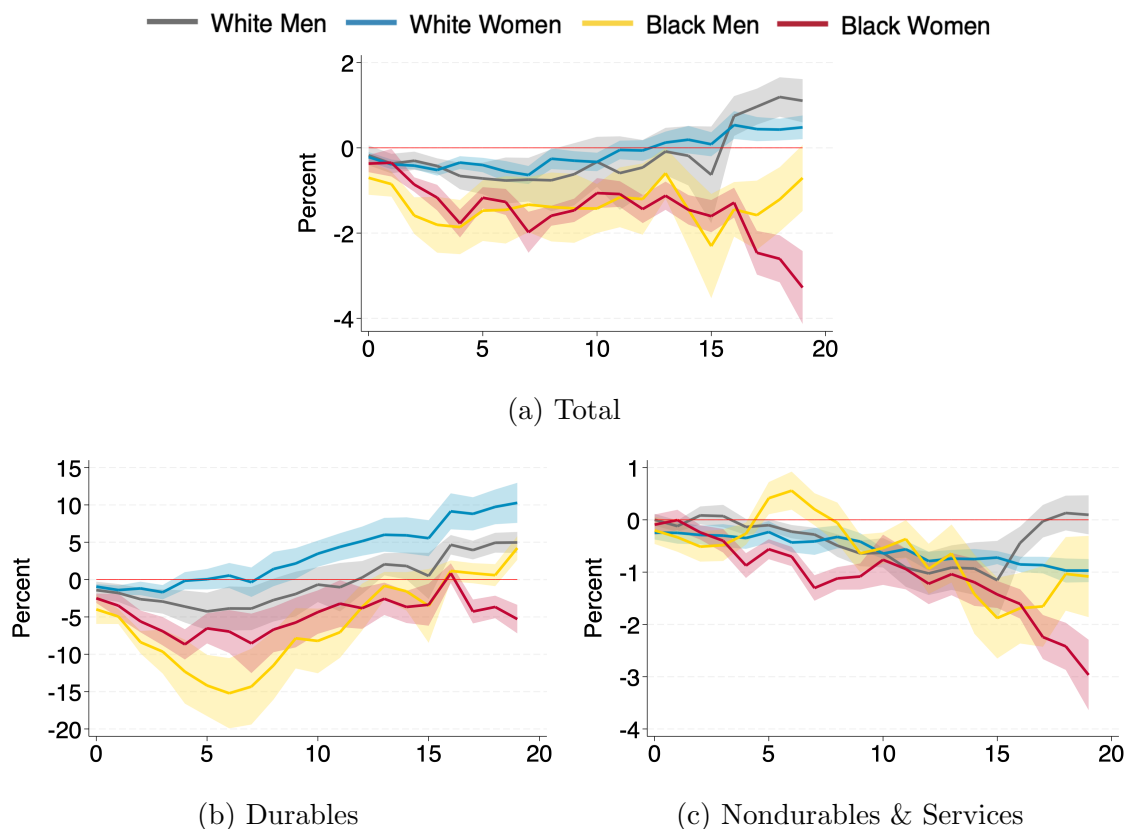 White Men White Women Black Men Black Women
2
0
-2
-4
Percent
0 5 10 15 20
(a) Total
15
10
5
0
-5
-10
-15
-20
Percent
0 5 10 15 20
(b) Durables
1
0
-1
-2
-3
-4
Percent
0 5 10 15 20
(c) Nondurables & Services